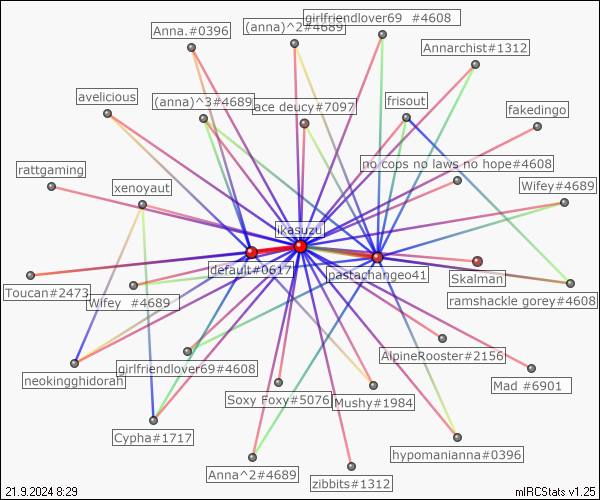 girlfriendlover69  #4608
Anna.#0396
(anna)^2#4689
Annarchist#1312
avelicious
(anna)^3#4689
ace deucy#7097
frisout
fakedingo
rattgaming
no cops no laws no hope#4608
xenoyaut
Wifey#4689
ikasuzu
default#0617
pastachangeo41
Skalman
Toucan#2473
Wifey  #4689
ramshackle gorey#4608
AlpineRooster#2156
girlfriendlover69#4608
neokingghidorah
Mad  #6901
Soxy Foxy#5076
Mushy#1984
Cypha#1717
hypomanianna#0396
Anna^2#4689
zibbits#1312
21.9.2024 8:29
mIRCStats v1.25